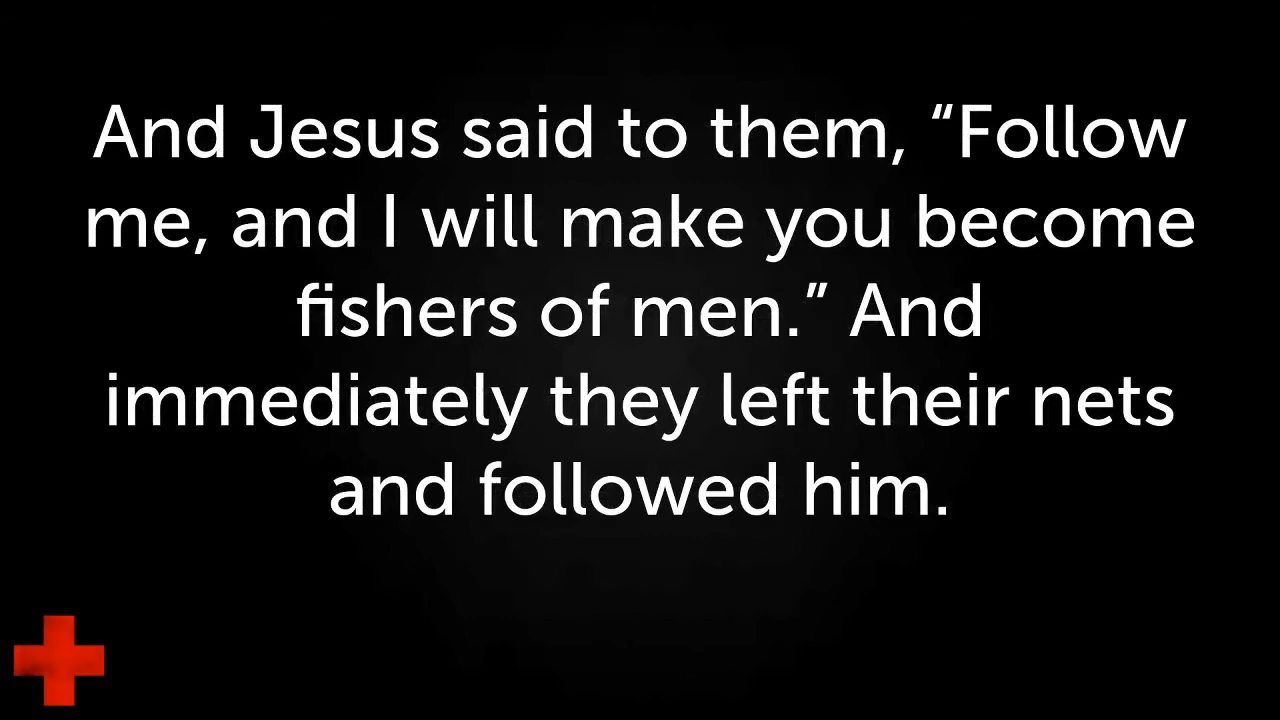 And Jesus said to them, “Follow
me, and I will make you become
fishers of men.” And
immediately they left their nets
and followed him.